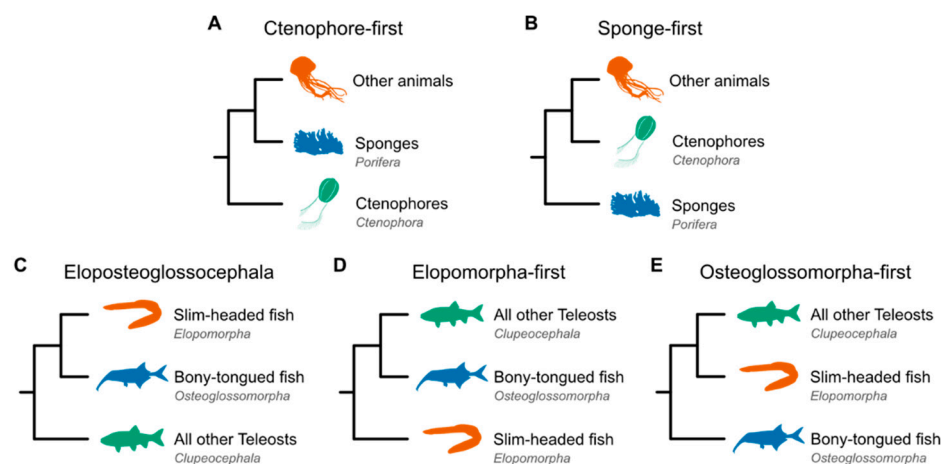 A Ctenophore-first
Other animals
Sponges
Porifera
Ctenophores
Ctenophora
B Sponge-first
Other animals
Ctenophores
Ctenophora
Sponges
Porifera
C Eloposteoglossocephala
Slim-headed fish
Elopomorpha
Bony-tongued fish
Osteoglossomorpha
All other Teleosts
Clupeocephala
D Elopomorpha-first
All other Teleosts
Clupeocephala
Bony-tongued fish
Osteoglossomorpha
Slim-headed fish
Elopomorpha
E Osteoglossomorpha-first
All other Teleosts
Clupeocephala
Slim-headed fish
Elopomorpha
Bony-tongued fish
Osteoglossomorpha